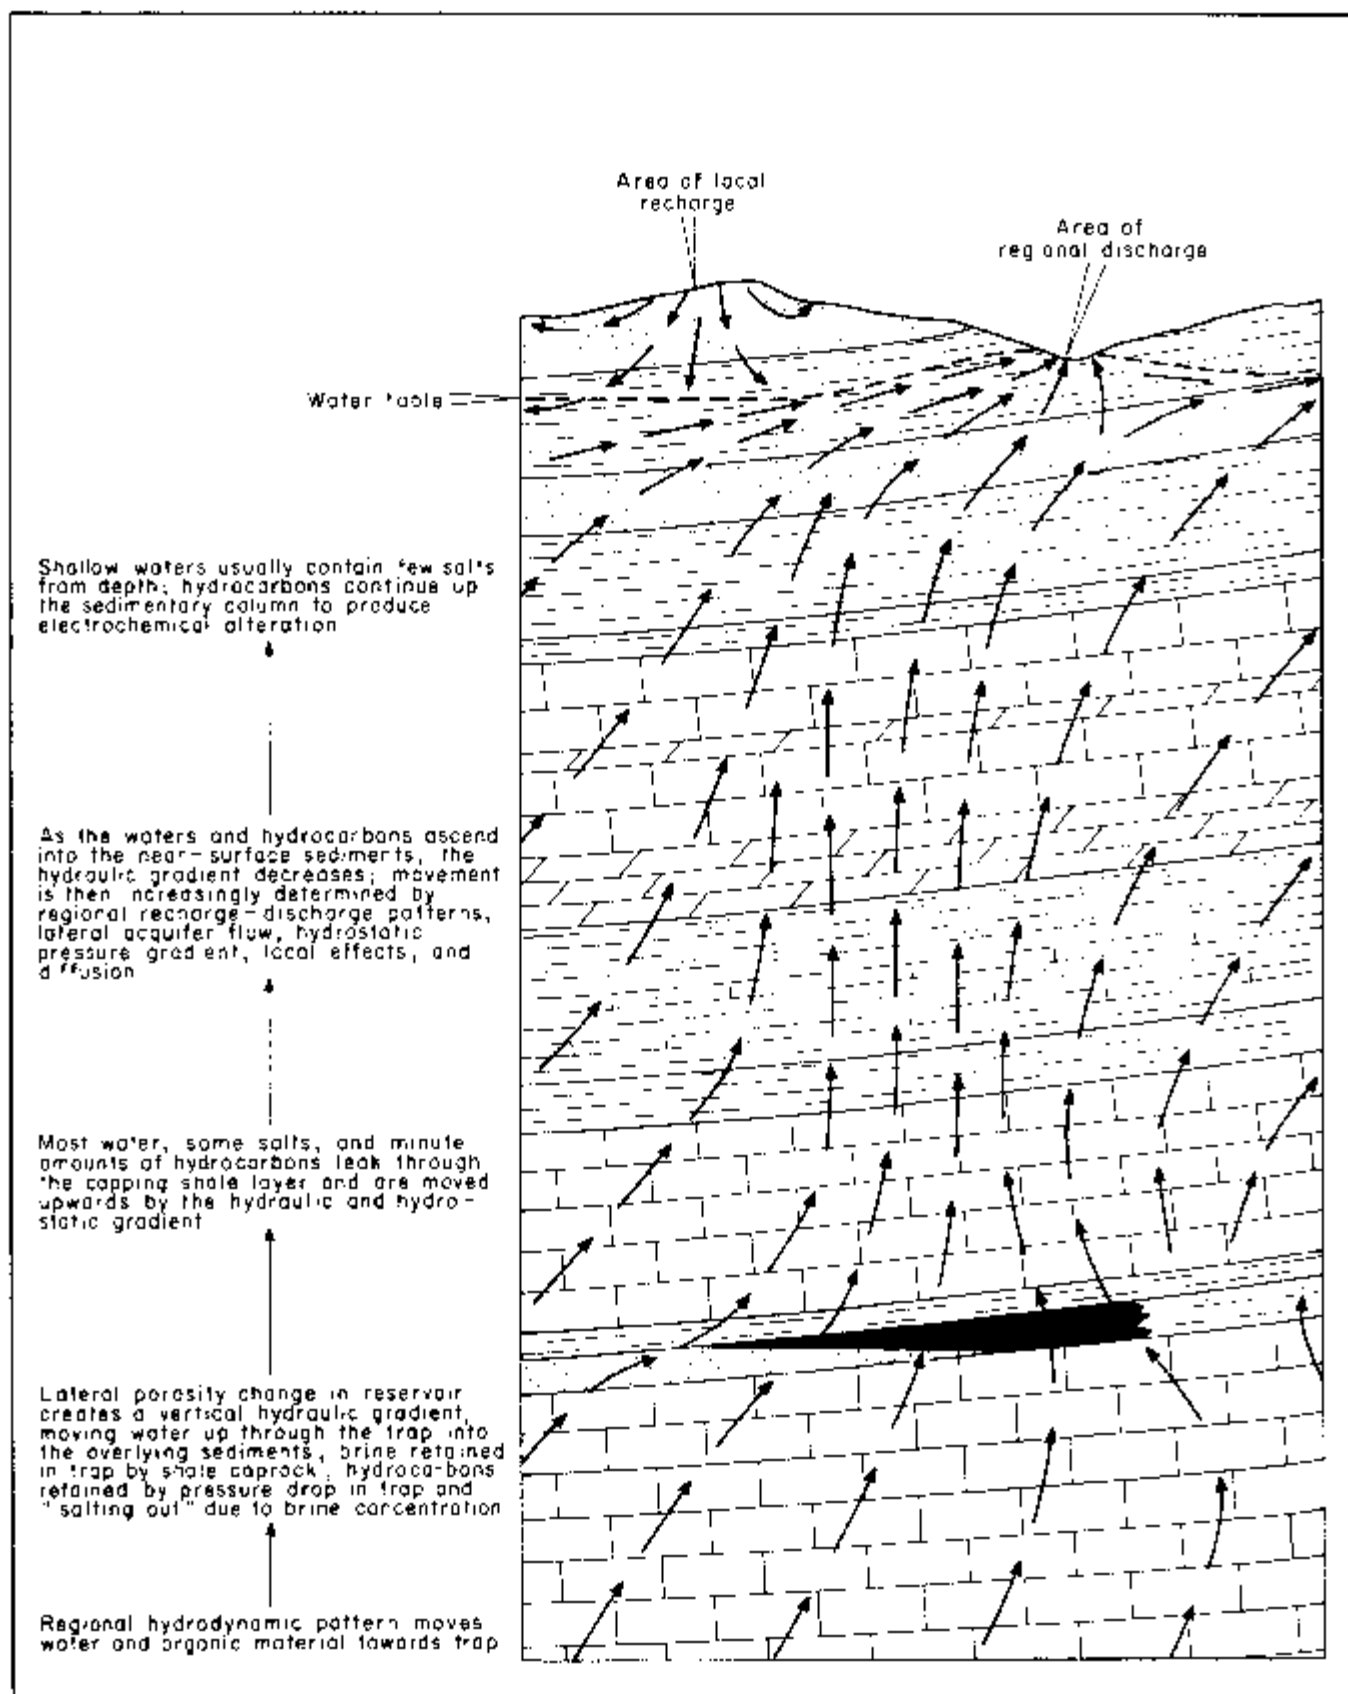 Area of local
recharge
Area of
regional discharge
Water table
Shallow waters usually contain few salts
from depth; hydrocarbons continue up
the sedimentary column to produce
electrochemical alteration
As the waters and hydrocarbons ascend
into the near-surface sediments, the
hydraulic gradient decreases; movement
is then increasingly determined by
regional recharge-discharge patterns,
lateral acquifer flow, hydrostatic
pressure gradient, local effects, and
diffusion
Most water, some salts, and minute
amounts of hydrocarbons leak through
the capping shale layer and are moved
upwards by the hydraulic and hydro-
static gradient
Lateral porosity change in reservoir
creates a vertical hydraulic gradient,
moving water up through the trap into
the overlying sediments, brine retained
in trap by shale caprock, hydrocarbons
retained by pressure drop in trap and
"salting out" due to brine concentration
Regional hydrodynamic pattern moves
water and organic material towards trap